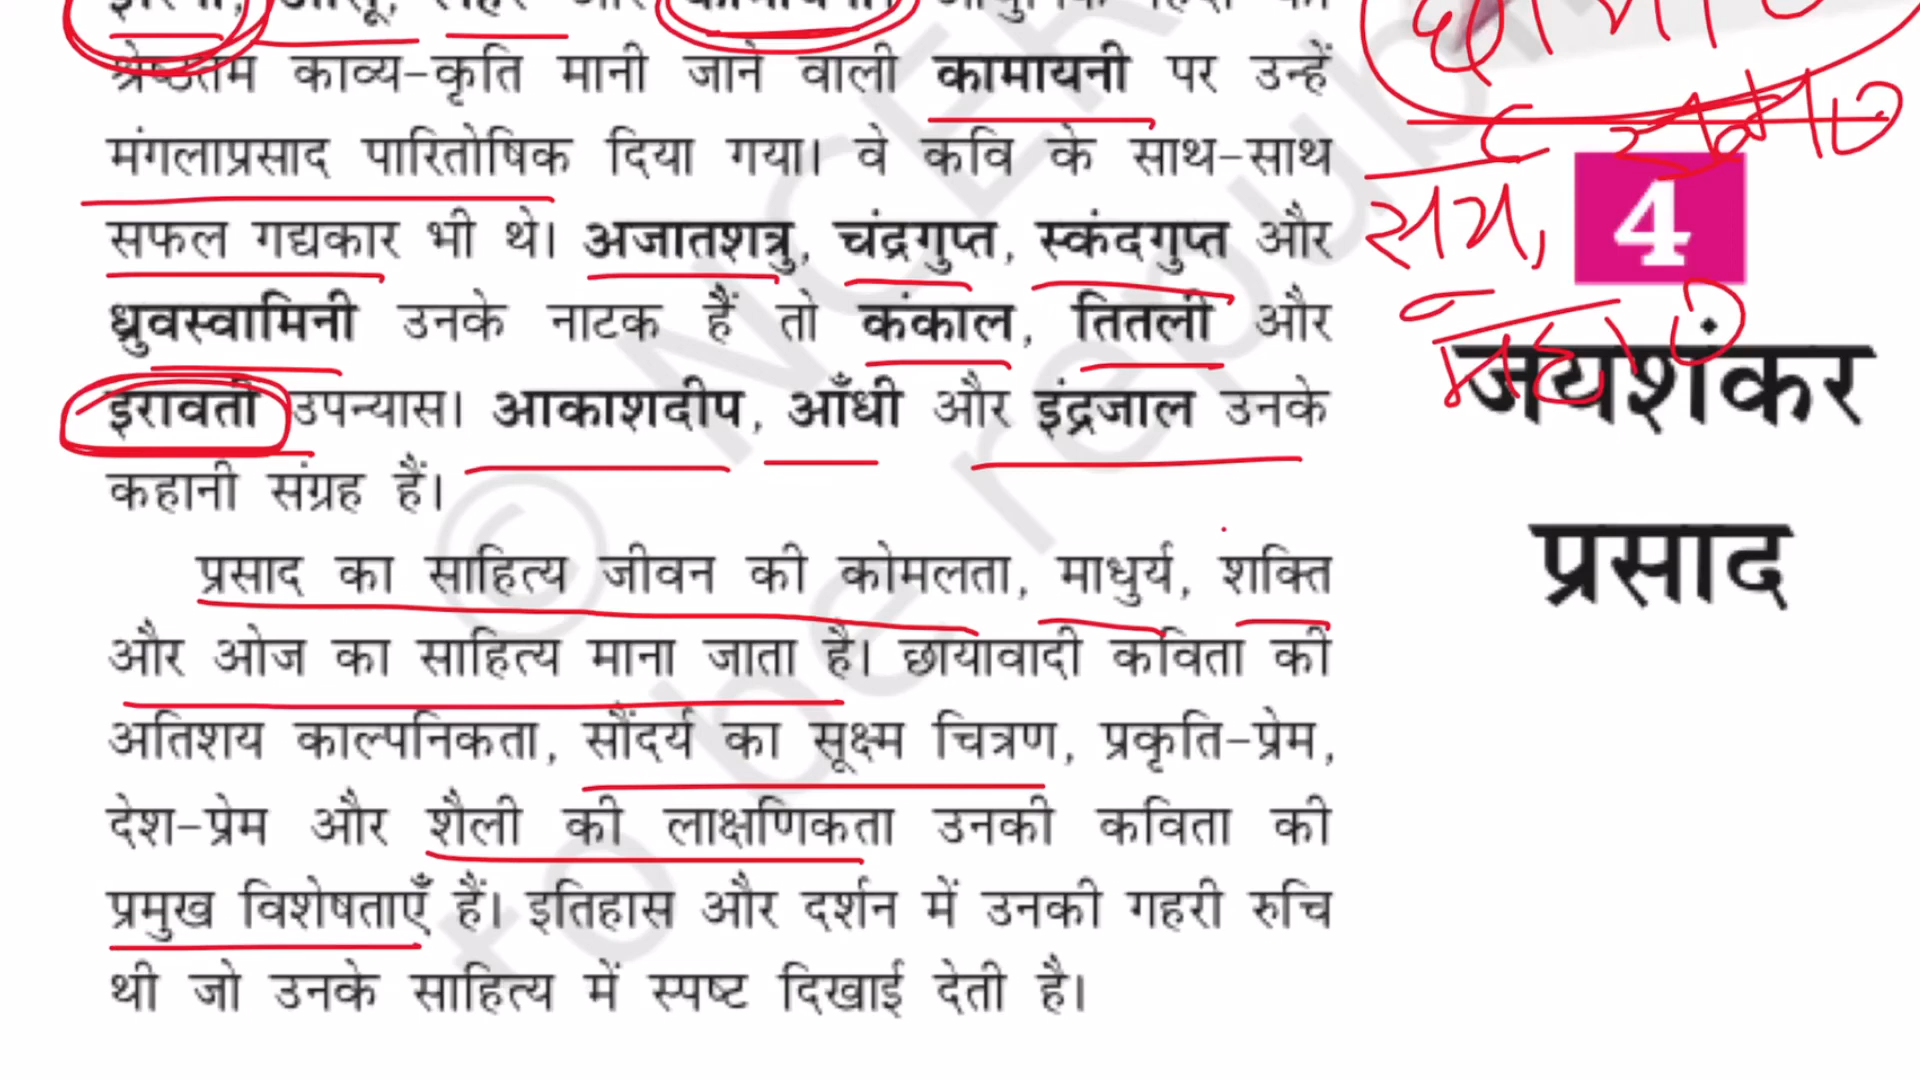 श्रेष्ठतम काव्य-कृति मानी जाने वाली कामायनी पर उन्हें
मंगलाप्रसाद पारितोषिक दिया गया। वे कवि के साथ-साथ
सफल गद्यकार भी थे। अजातशत्रु, चंद्रगुप्त, स्कंदगुप्त और
ध्रुवस्वामिनी उनके नाटक हैं तो कंकाल, तितली और
इरावती उपन्यास। आकाशदीप, आँधी और इंद्रजाल उनके
कहानी संग्रह हैं।
प्रसाद का साहित्य जीवन की कोमलता, माधुर्य, शक्ति
और ओज का साहित्य माना जाता है। छायावादी कविता की
अतिशय काल्पनिकता, सौंदर्य का सूक्ष्म चित्रण, प्रकृति-प्रेम,
देश-प्रेम और शैली की लाक्षणिकता उनकी कविता की
प्रमुख विशेषताएँ हैं। इतिहास और दर्शन में उनकी गहरी रुचि
थी जो उनके साहित्य में स्पष्ट दिखाई देती है।
4
जयशंकर
प्रसाद